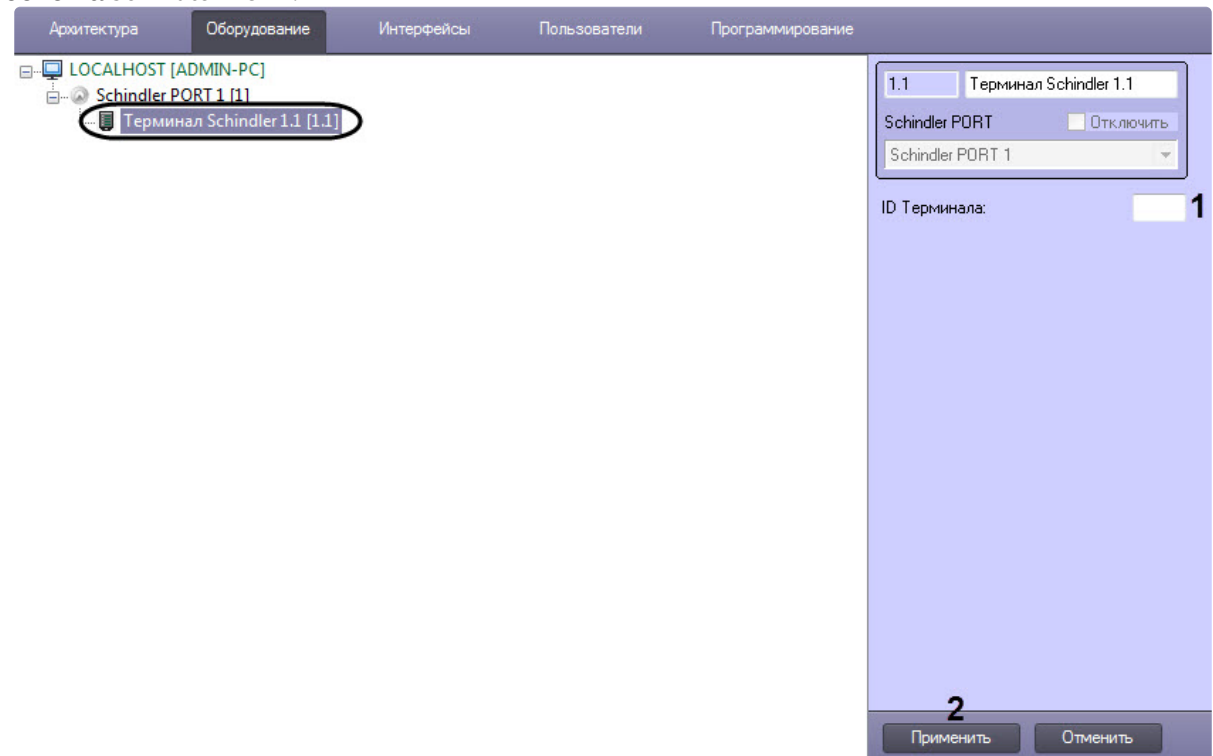 Архитектура Оборудование Интерфейсы Пользователи Программирование
LOCALHOST [ADMIN-PC]
Schindler PORT 1 [1]
Терминал Schindler 1.1 [1.1]
1.1 Терминал Schindler 1.1
Schindler PORT Отключить
Schindler PORT 1
ID Терминала: 1
2
Применить Отменить